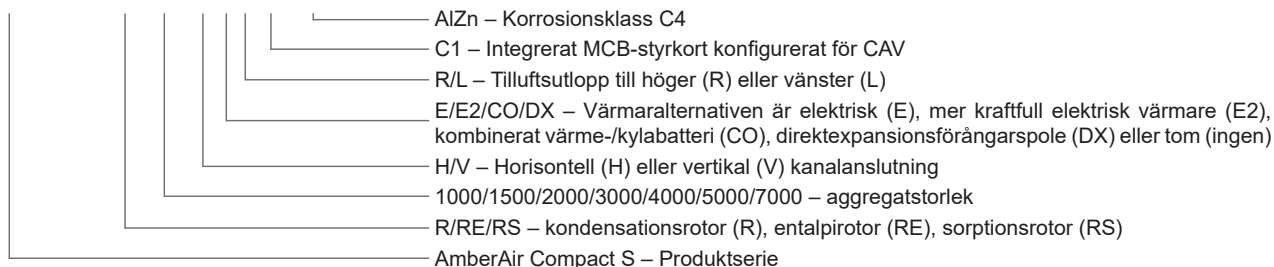 AlZn – Korrosionsklass C4
C1 – Integrerat MCB-styrkort konfigurerat för CAV
R/L – Tilluftsutlopp till höger (R) eller vänster (L)
E/E2/CO/DX – Värmaralternativen är elektrisk (E), mer kraftfull elektrisk värmare (E2),
kombinerat värme-/kylabatteri (CO), direktexpansionsförångarspole (DX) eller tom (ingen)
H/V – Horisontell (H) eller vertikal (V) kanalanslutning
1000/1500/2000/3000/4000/5000/7000 – aggregatstorlek
R/RE/RS – kondensationsrotor (R), entalpirotor (RE), sorptionsrotor (RS)
AmberAir Compact S – Produktserie